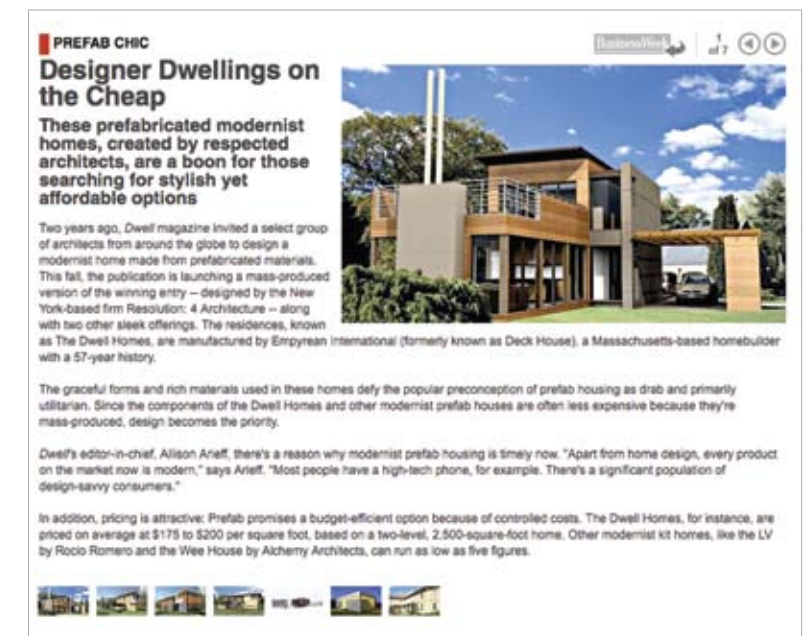 PREFAB CHIC
BusinessWeek
1
of 7
Designer Dwellings on
the Cheap
These prefabricated modernist
homes, created by respected
architects, are a boon for those
searching for stylish yet
affordable options
Two years ago, Dwell magazine invited a select group
of architects from around the globe to design a
modernist home made from prefabricated materials.
This fall, the publication is launching a mass-produced
version of the winning entry -- designed by the New
York-based firm Resolution: 4 Architecture -- along
with two other sleek offerings. The residences, known
as The Dwell Homes, are manufactured by Empyrean International (formerly known as Deck House), a Massachusetts-based homebuilder
with a 57-year history.
The graceful forms and rich materials used in these homes defy the popular preconception of prefab housing as drab and primarily
utilitarian. Since the components of the Dwell Homes and other modernist prefab houses are often less expensive because they're
mass-produced, design becomes the priority.
Dwell's editor-in-chief, Allison Arieff, there's a reason why modernist prefab housing is timely now. "Apart from home design, every product
on the market now is modern," says Arieff. "Most people have a high-tech phone, for example. There's a significant population of
design-savvy consumers."
In addition, pricing is attractive: Prefab promises a budget-efficient option because of controlled costs. The Dwell Homes, for instance, are
priced on average at $175 to $200 per square foot, based on a two-level, 2,500-square-foot home. Other modernist kit homes, like the LV
by Rocio Romero and the Wee House by Alchemy Architects, can run as low as five figures.